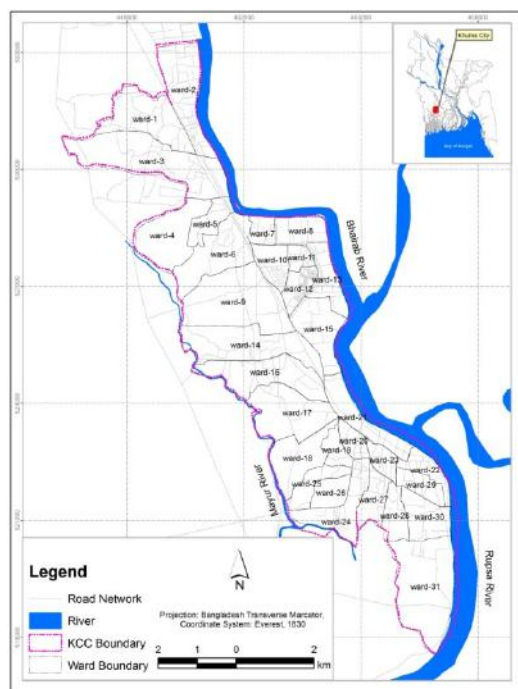 Khulna City
Bay of Bengal
ward-2
ward-1
ward-3
ward-4
ward-5
ward-6
ward-7
ward-8
Bhairab River
ward-10
ward-11
ward-12
ward-13
ward-9
ward-15
ward-14
ward-16
ward-17
ward-21
ward-20
ward-19
ward-18
ward-23
ward-22
ward-29
ward-25
ward-26
ward-27
ward-24
ward-28
ward-30
Mayur River
Rupsa River
ward-31
Legend
Road Network
River
KCC Boundary
Ward Boundary
N
Projection: Bangladesh Transverse Marcator,
Coordinate System: Everest, 1830
2 1 0 2
km